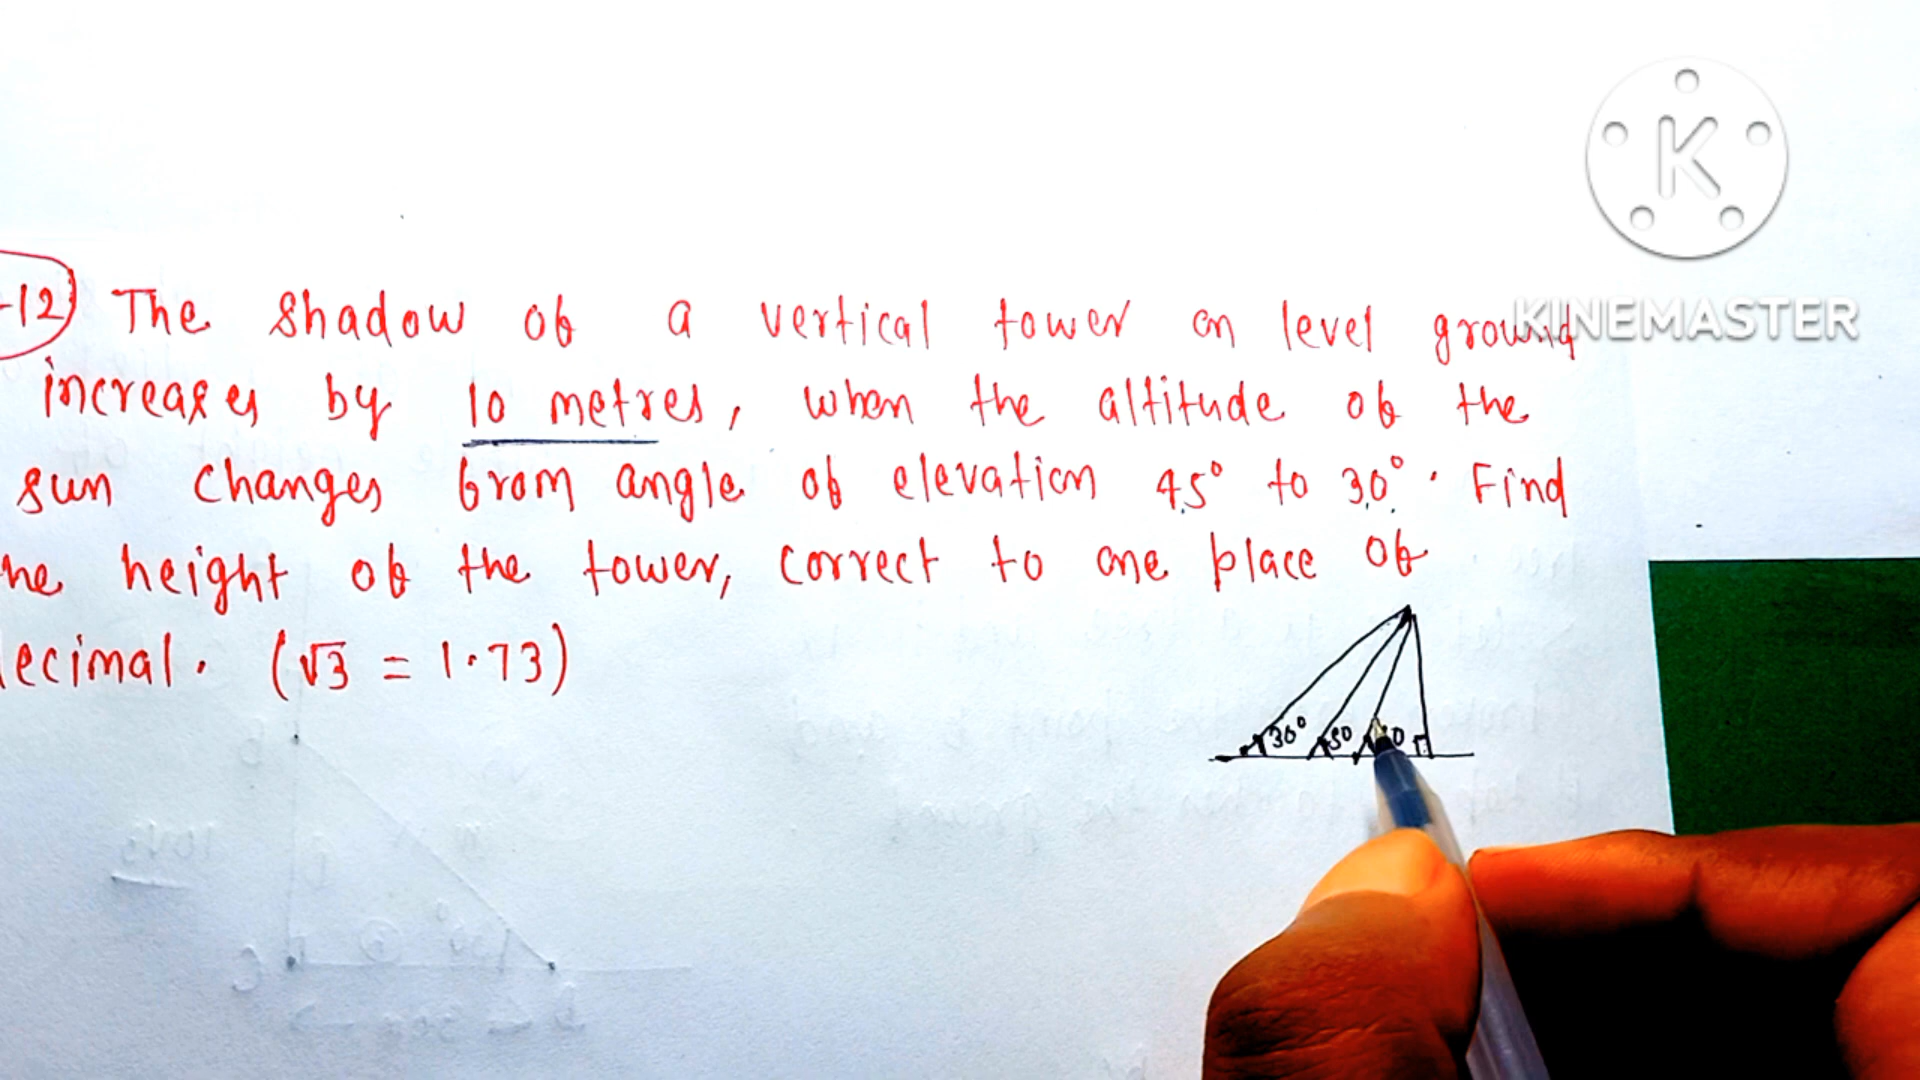 K
KINEMASTER
-12) The shadow of a vertical tower on level ground
increases by 10 metres, when the altitude of the
sun changes from angle of elevation 45° to 30°. Find
he height of the tower, correct to one place of
ecimal. (√3 = 1.73)
30° 50